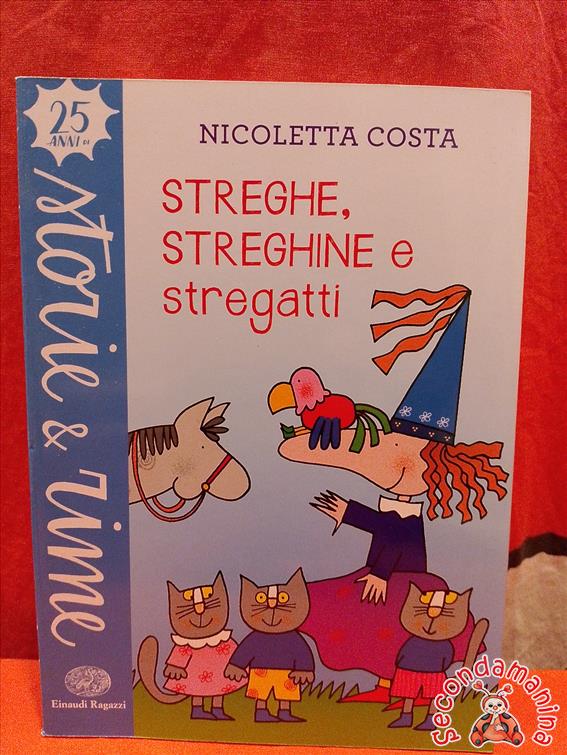 25
ANNI DI
storie & rime
NICOLETTA COSTA
STREGHE,
STREGHINE e
stregatti
Einaudi Ragazzi
secondamanina